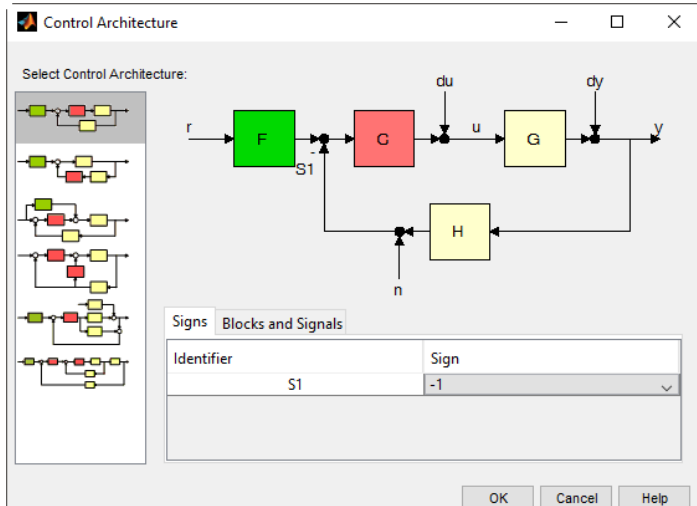 Control Architecture
Select Control Architecture:
du
dy
r
F
C
u
G
y
-
S1
H
n
Signs
Blocks and Signals
Identifier
Sign
S1
-1
OK
Cancel
Help